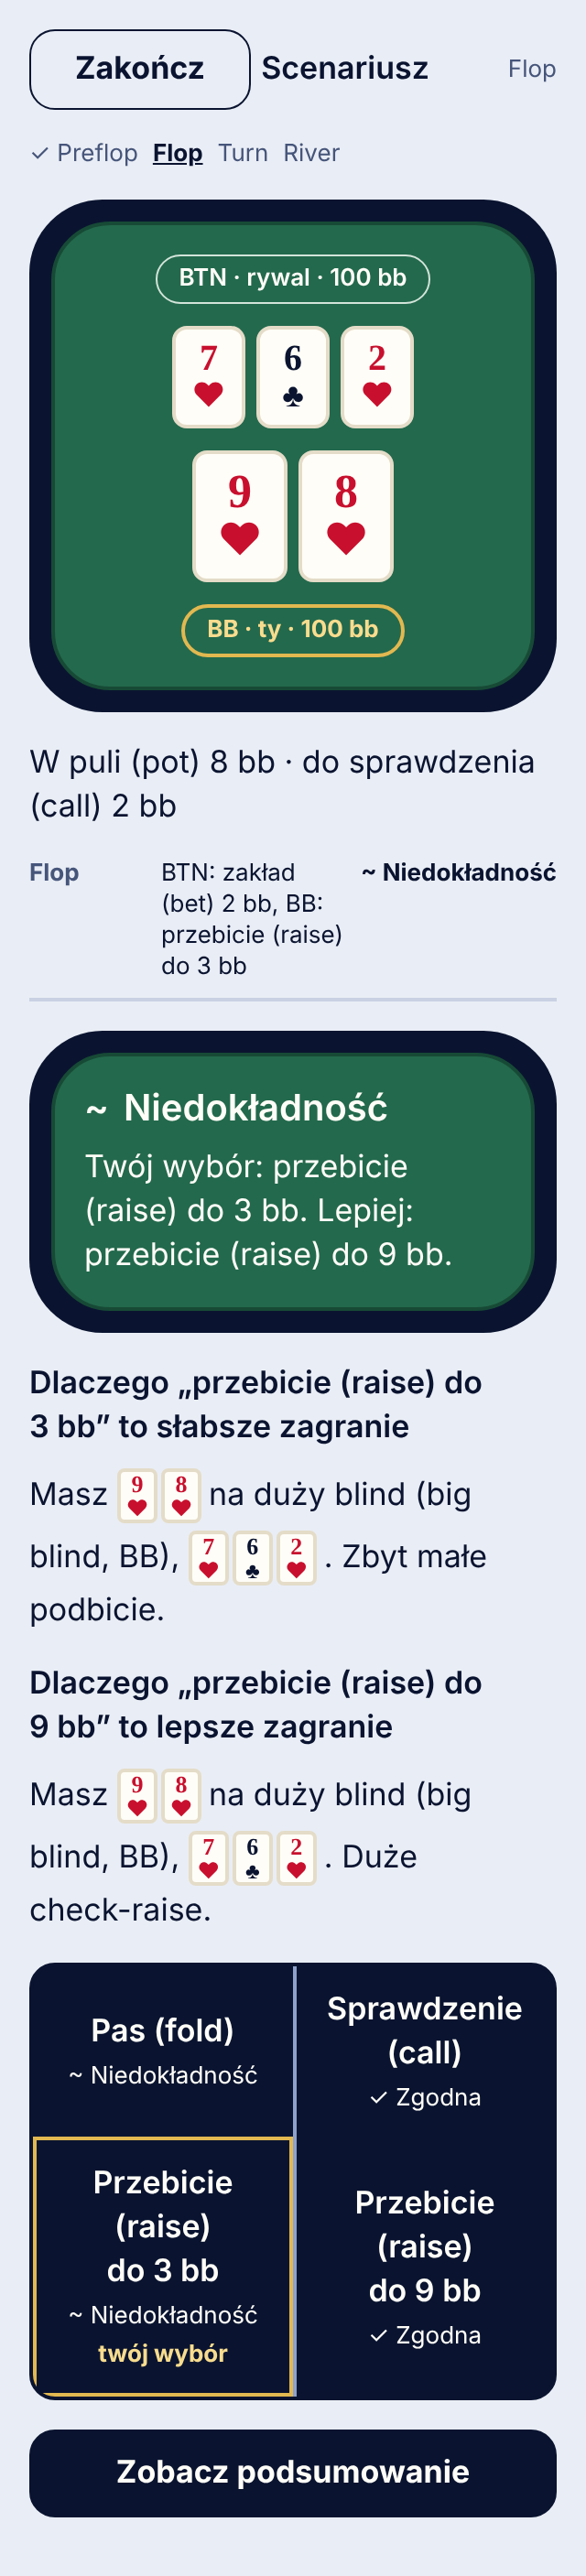 Zakończ Scenariusz Flop
✓ Preflop Flop Turn River
BTN · rywal · 100 bb
7♥ 6♣ 2♥
9♥ 8♥
BB · ty · 100 bb
W puli (pot) 8 bb · do sprawdzenia
(call) 2 bb
Flop BTN: zakład ~ Niedokładność
(bet) 2 bb, BB:
przebicie (raise)
do 3 bb
~ Niedokładność
Twój wybór: przebicie
(raise) do 3 bb. Lepiej:
przebicie (raise) do 9 bb.
Dlaczego „przebicie (raise) do
3 bb” to słabsze zagranie
Masz 9♥ 8♥ na duży blind (big
blind, BB), 7♥ 6♣ 2♥ . Zbyt małe
podbicie.
Dlaczego „przebicie (raise) do
9 bb” to lepsze zagranie
Masz 9♥ 8♥ na duży blind (big
blind, BB), 7♥ 6♣ 2♥ . Duże
check-raise.
Pas (fold)
~ Niedokładność
Sprawdzenie
(call)
✓ Zgodna
Przebicie
(raise)
do 3 bb
~ Niedokładność
twój wybór
Przebicie
(raise)
do 9 bb
✓ Zgodna
Zobacz podsumowanie